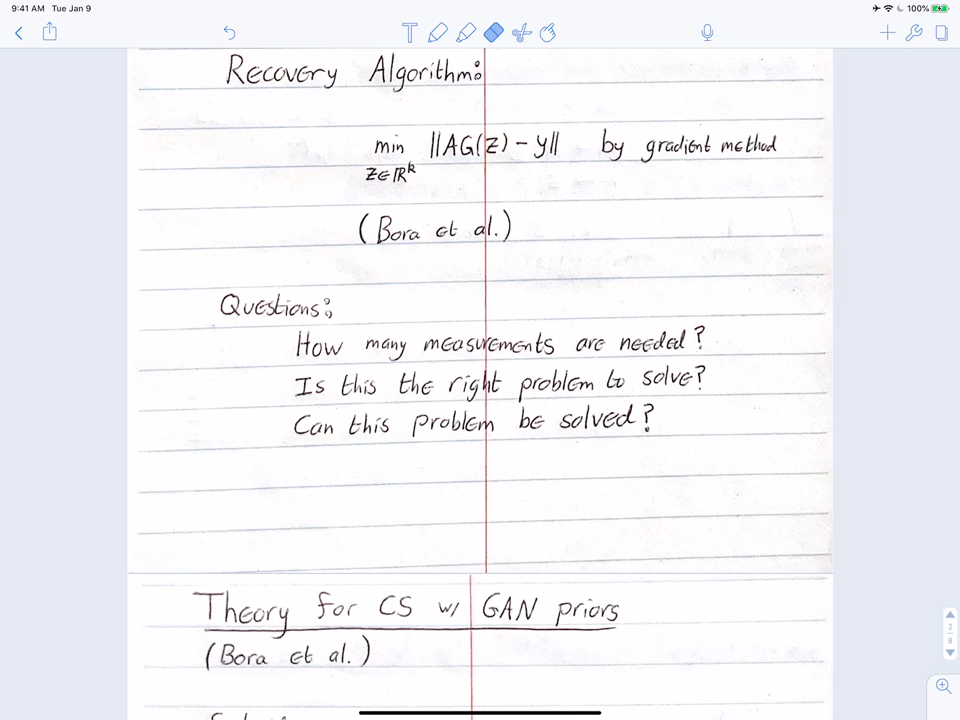 9:41 AM Tue Jan 9
100%
T
Recovery Algorithm:
min ||AG(z) - y|| by gradient method
z∈ℝᵏ
(Bora et al.)
Questions:
How many measurements are needed?
Is this the right problem to solve?
Can this problem be solved?
2
8
Theory for CS w/ GAN priors
(Bora et al.)